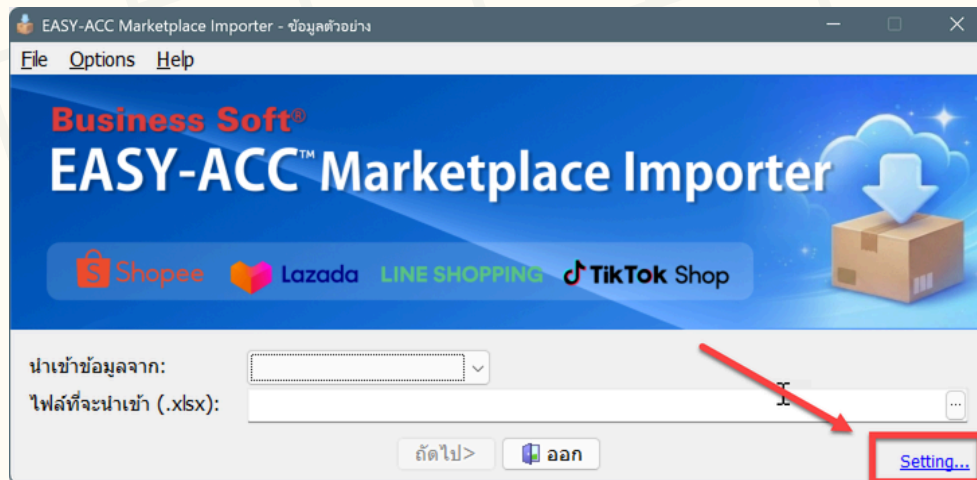 EASY-ACC Marketplace Importer - ข้อมูลตัวอย่าง
File Options Help
Business Soft®
EASY-ACC™ Marketplace Importer
Shopee Lazada LINE SHOPPING TikTok Shop
นำเข้าข้อมูลจาก:
ไฟล์ที่จะนำเข้า (.xlsx):
...
ถัดไป> ออก
Setting...